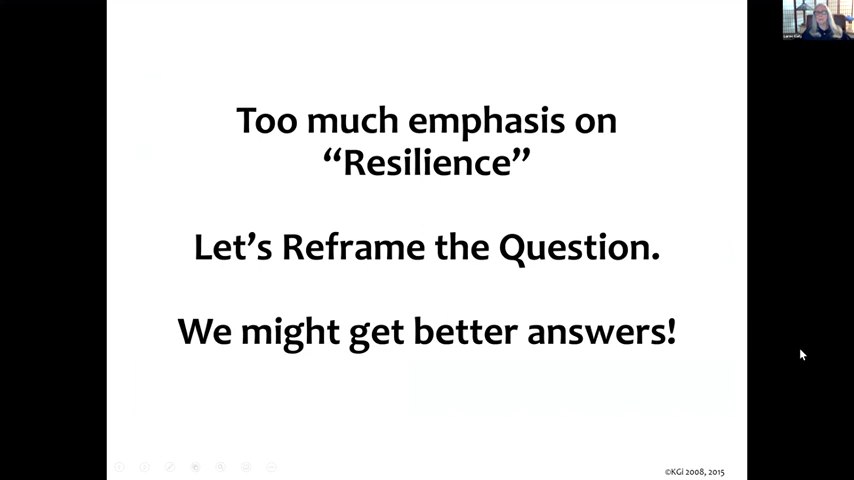 Too much emphasis on
“Resilience”
Let’s Reframe the Question.
We might get better answers!
©KGi 2008, 2015